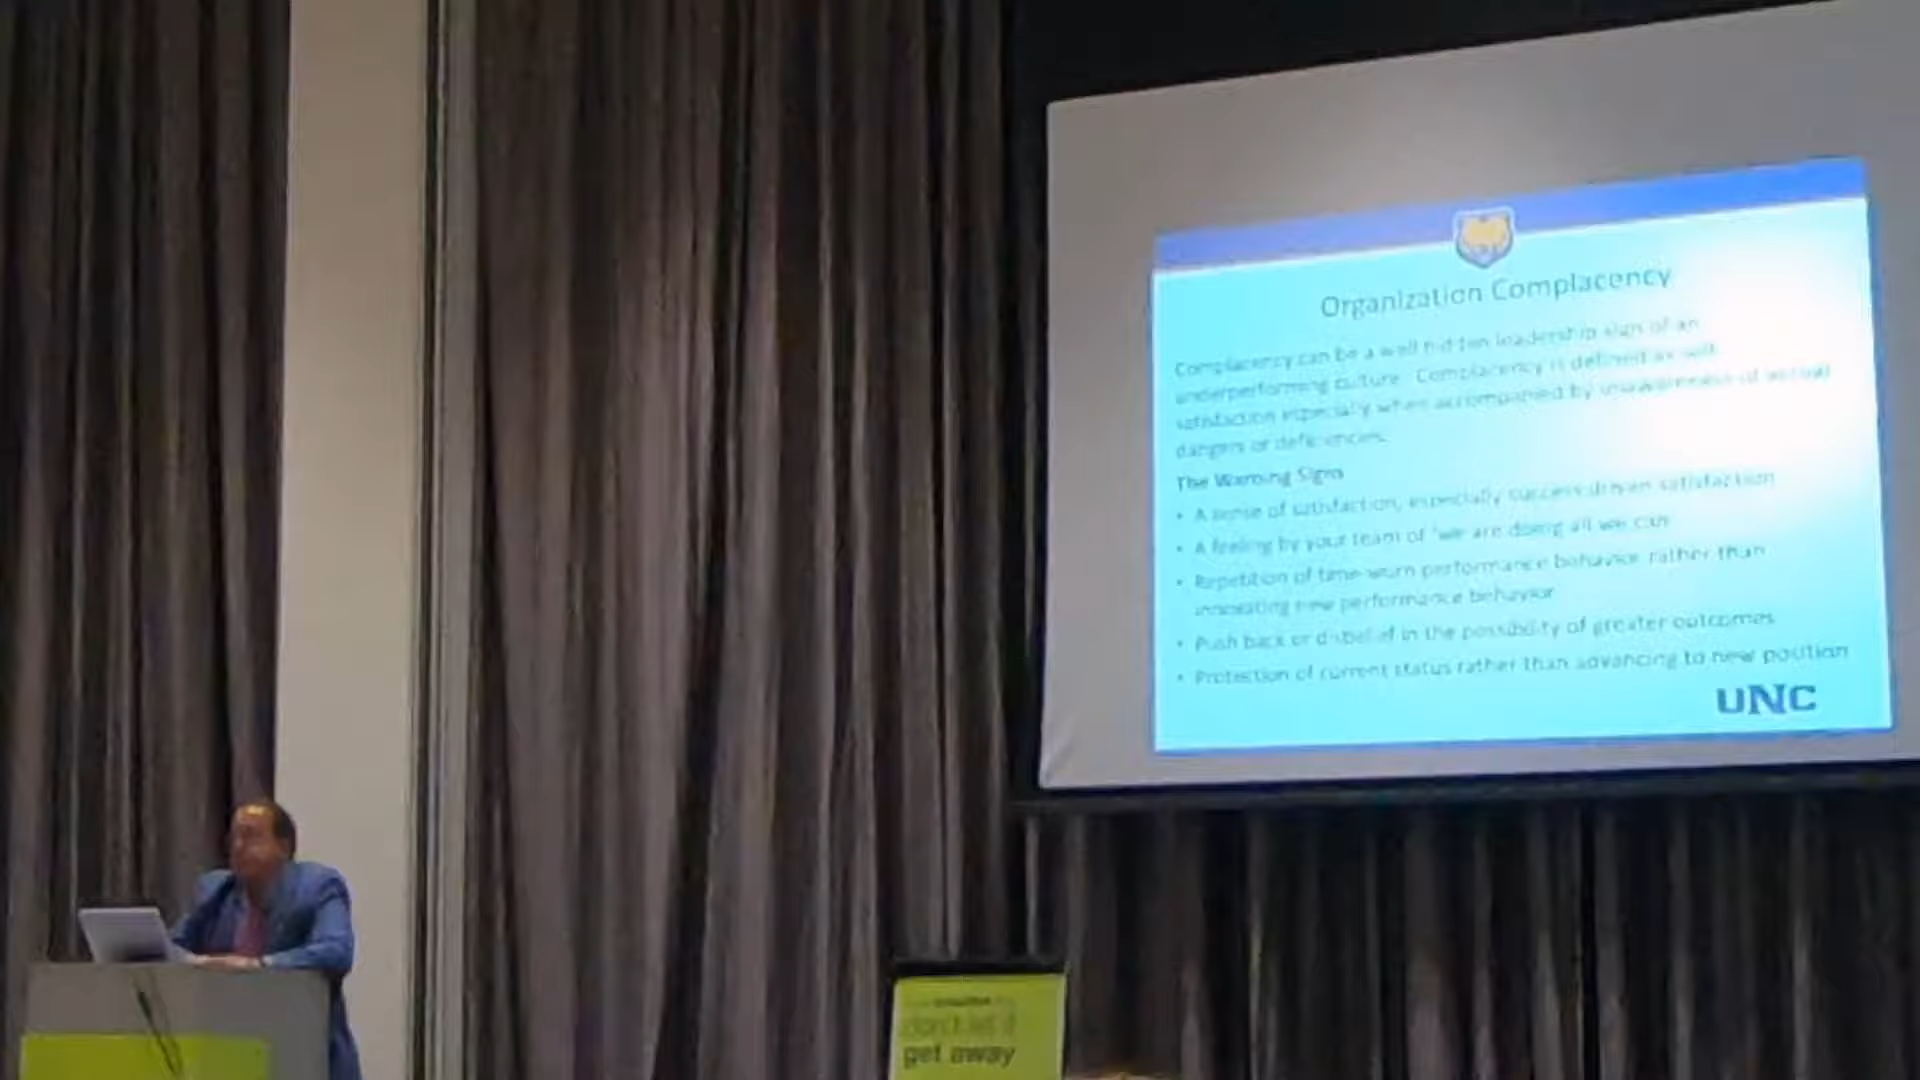 Organization Complacency
Complacency can be a well hidden leadership sign of an
underperforming culture. Complacency is defined as self-
satisfaction especially when accompanied by unawareness of actual
dangers or deficiencies.
The Warning Signs
• A sense of satisfaction, especially success driven satisfaction
• A feeling by your team of "we are doing all we can
• Repetition of time-worn performance behavior rather than
innovating new performance behavior
• Push back or disbelief in the possibility of greater outcomes
• Protection of current status rather than advancing to new position
UNC
don't let it
get away